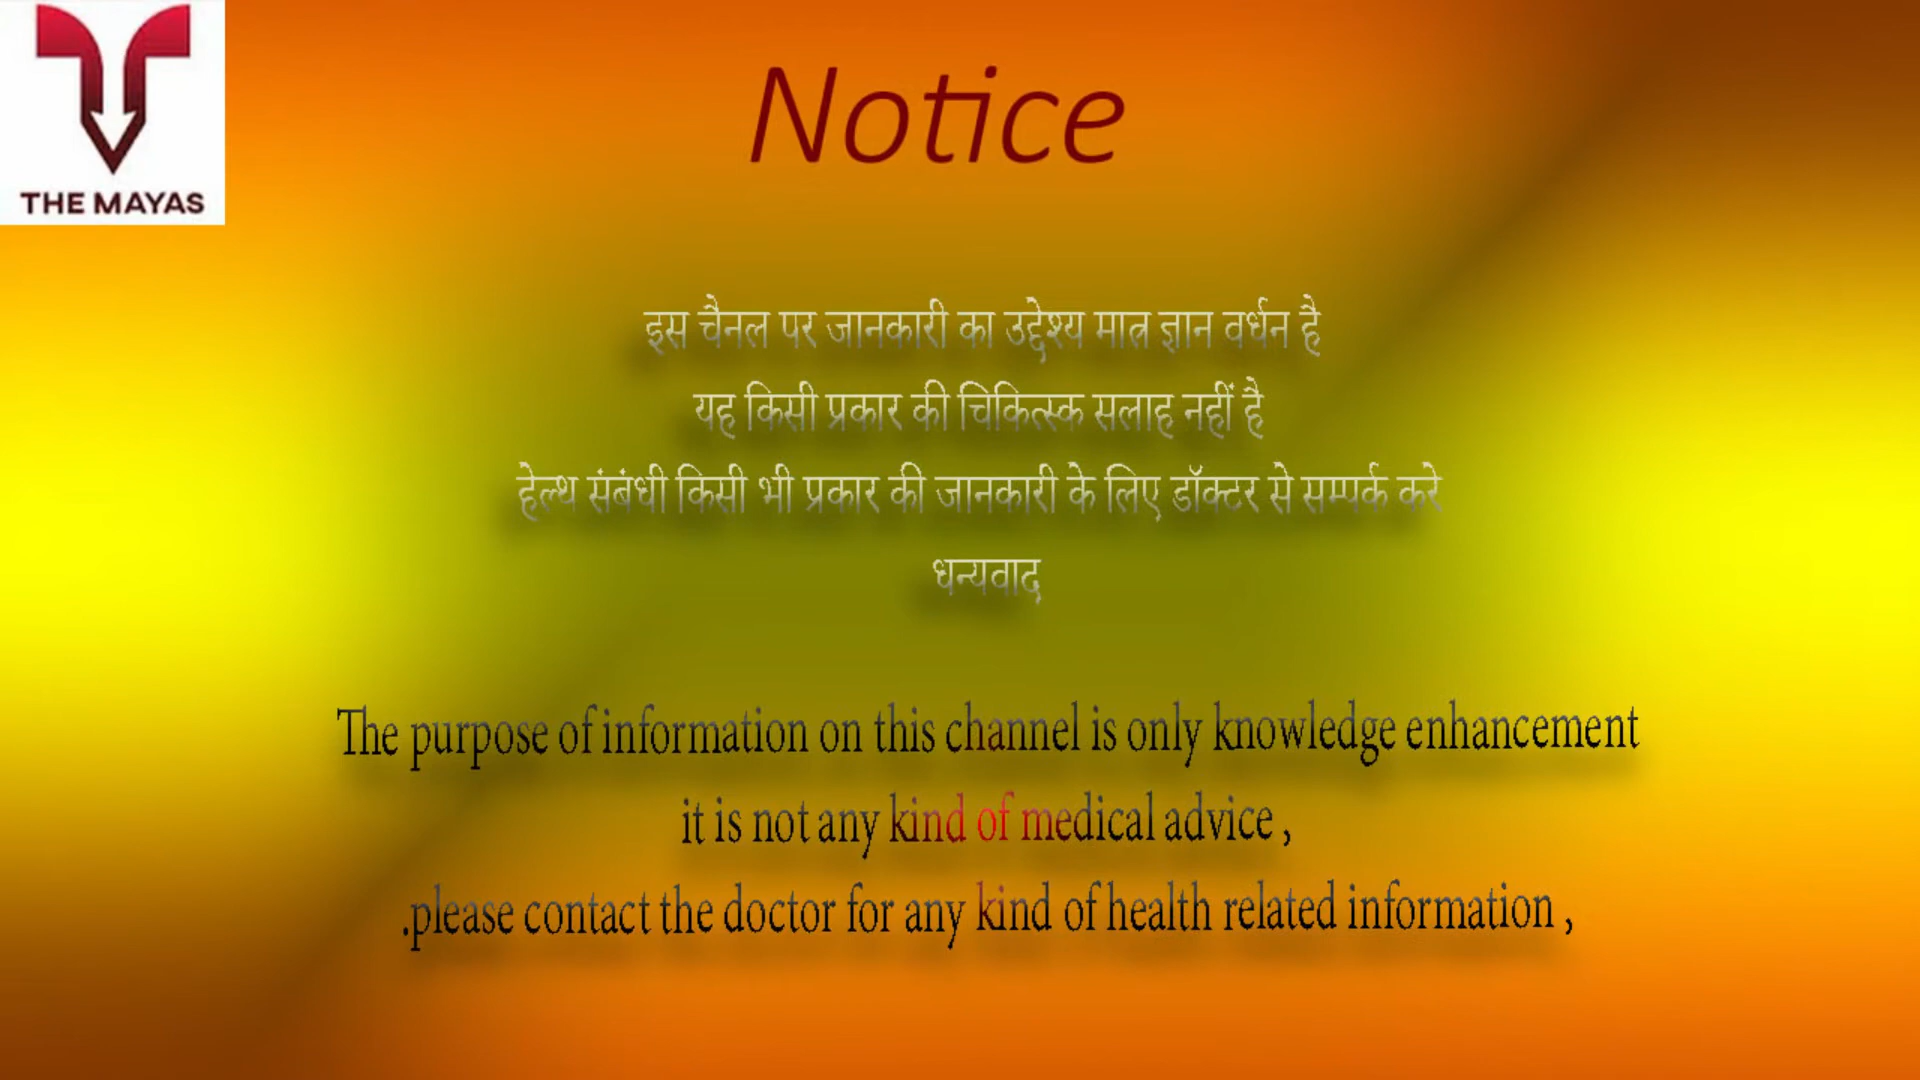 THE MAYAS
Notice
इस चैनल पर जानकारी का उद्देश्य मात्र ज्ञान वर्धन है
यह किसी प्रकार की चिकित्स्क सलाह नहीं है
हेल्थ संबंधी किसी भी प्रकार की जानकारी के लिए डॉक्टर से सम्पर्क करे
धन्यवाद
The purpose of information on this channel is only knowledge enhancement
it is not any kind of medical advice ,
.please contact the doctor for any kind of health related information ,